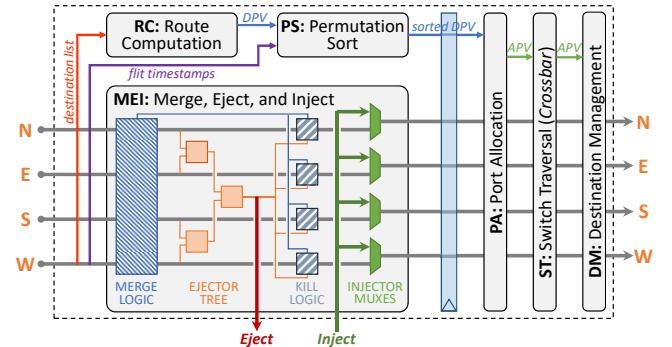 RC: Route
Computation
DPV
PS: Permutation
Sort
sorted DPV
destination list
flit timestamps
MEI: Merge, Eject, and Inject
N
E
S
W
MERGE
LOGIC
EJECTOR
TREE
KILL
LOGIC
INJECTOR
MUXES
Eject
Inject
PA: Port Allocation
APV
ST: Switch Traversal (Crossbar)
APV
DM: Destination Management
N
E
S
W